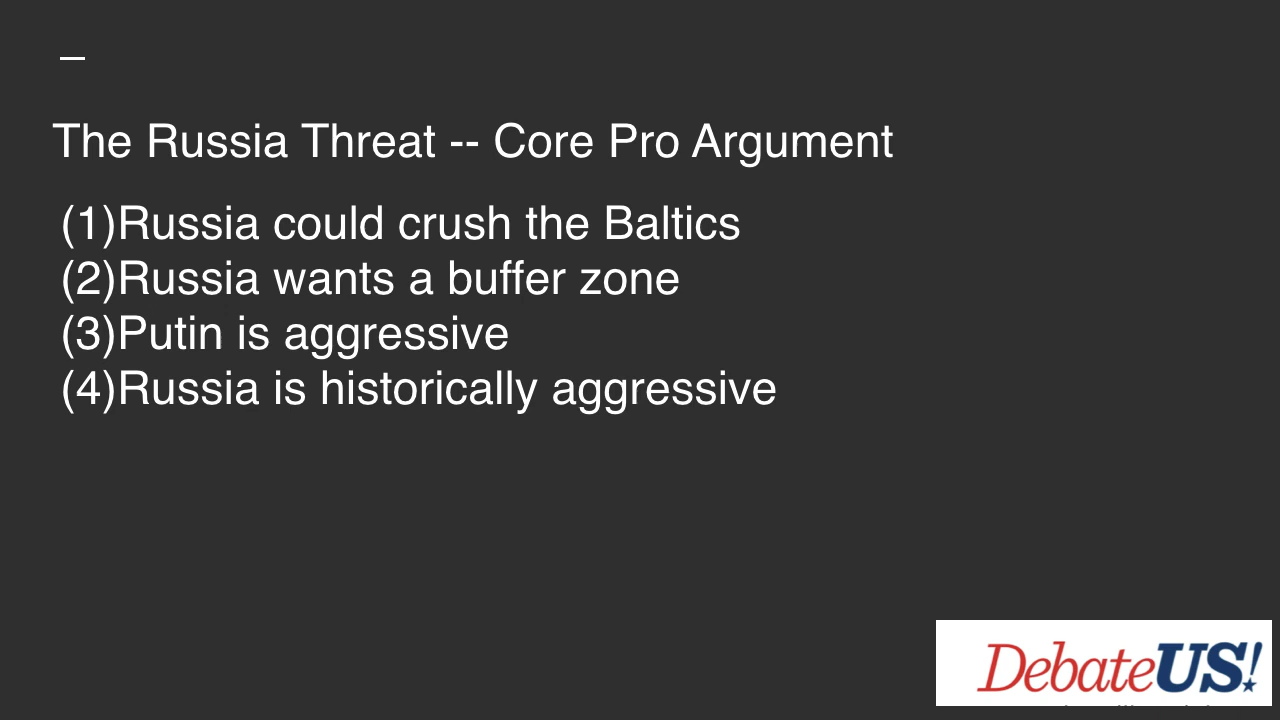 The Russia Threat -- Core Pro Argument
(1)Russia could crush the Baltics
(2)Russia wants a buffer zone
(3)Putin is aggressive
(4)Russia is historically aggressive
DebateUS!